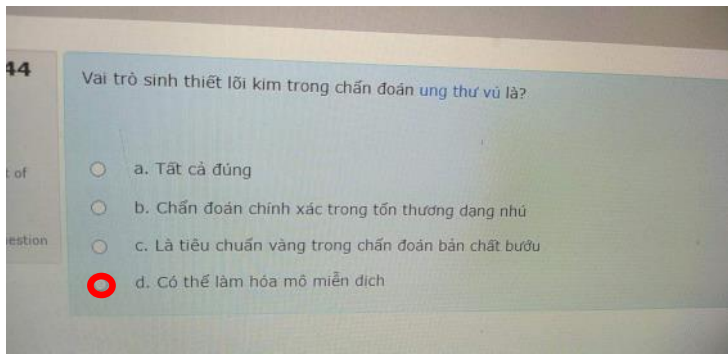 44
Vai trò sinh thiết lõi kim trong chẩn đoán ung thư vú là?
t of
a. Tất cả đúng
b. Chẩn đoán chính xác trong tổn thương dạng nhú
estion
c. Là tiêu chuẩn vàng trong chẩn đoán bản chất bướu
d. Có thể làm hóa mô miễn dịch